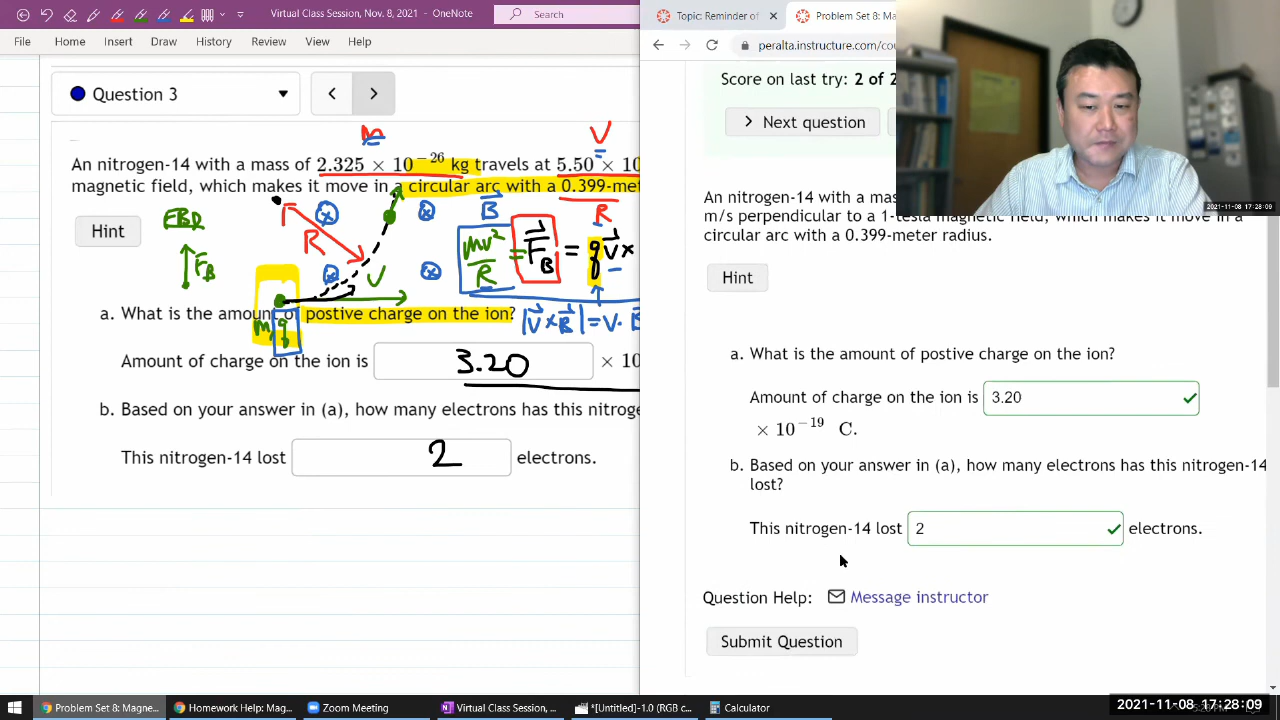 Virtual Class Session, Nov. 8, 2021
Search
File Home Insert Draw History Review View Help
Question 3
An nitrogen-14 with a mass of 2.325 × 10⁻²⁶ kg travels at 5.50 × 10
magnetic field, which makes it move in a circular arc with a 0.399-met
Hint
m
V
FBD
F_B
R
V
B⃗
R
mv²/R = F⃗_B = q v⃗ ×
m, q
|v⃗ × B⃗| = v · B
a. What is the amount of postive charge on the ion?
Amount of charge on the ion is 3.20 × 10
b. Based on your answer in (a), how many electrons has this nitroge
This nitrogen-14 lost 2 electrons.
Topic: Reminder of
Problem Set 8: Ma
peralta.instructure.com/cou
Score on last try: 2 of 2
Next question
An nitrogen-14 with a mas
m/s perpendicular to a 1-tesla magnetic field, which makes it move in a
circular arc with a 0.399-meter radius.
Hint
a. What is the amount of postive charge on the ion?
Amount of charge on the ion is 3.20
× 10⁻¹⁹ C.
b. Based on your answer in (a), how many electrons has this nitrogen-14
lost?
This nitrogen-14 lost 2 electrons.
Question Help: Message instructor
Submit Question
2021-11-08 17:28:09
Problem Set 8: Magne...
Homework Help: Mag...
Zoom Meeting
Virtual Class Session,...
*[Untitled]-1.0 (RGB c...
Calculator
2021-11-08 17:28:09